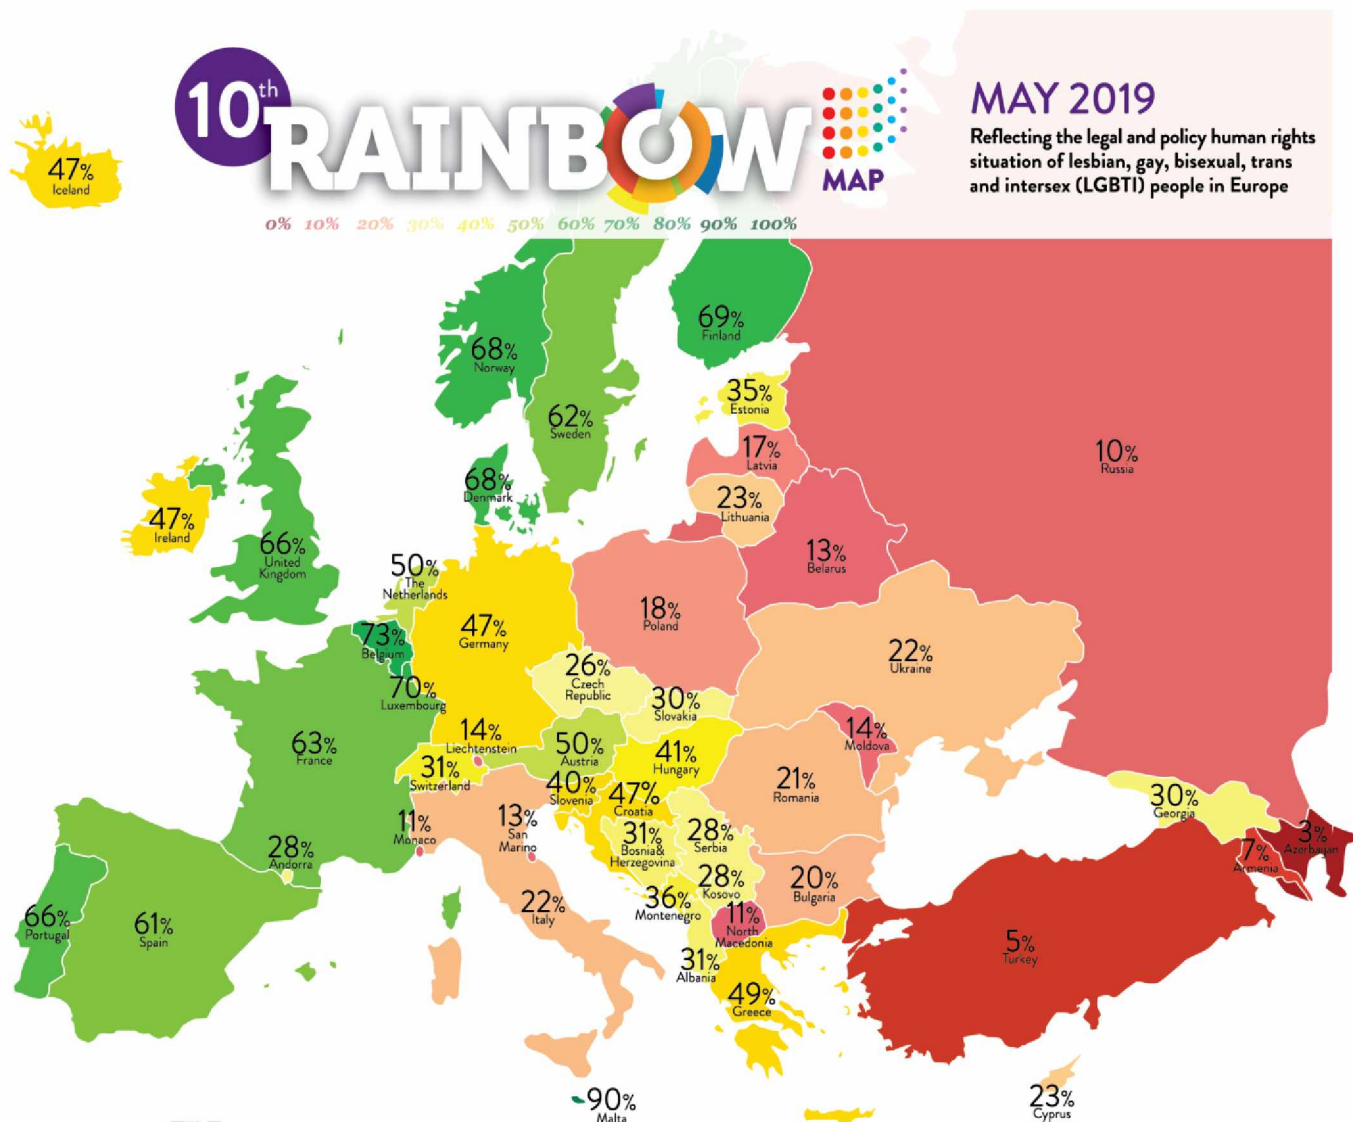 10th
RAINBOW
MAP
MAY 2019
Reflecting the legal and policy human rights
situation of lesbian, gay, bisexual, trans
and intersex (LGBTI) people in Europe
0% 10% 20% 30% 40% 50% 60% 70% 80% 90% 100%
47%
Iceland
69%
Finland
68%
Norway
62%
Sweden
35%
Estonia
17%
Latvia
10%
Russia
68%
Denmark
23%
Lithuania
47%
Ireland
66%
United
Kingdom
13%
Belarus
50%
The
Netherlands
18%
Poland
47%
Germany
73%
Belgium
22%
Ukraine
26%
Czech
Republic
70%
Luxembourg
30%
Slovakia
14%
Liechtenstein
14%
Moldova
63%
France
50%
Austria
41%
Hungary
31%
Switzerland
40%
Slovenia
47%
Croatia
21%
Romania
30%
Georgia
11%
Monaco
13%
San
Marino
31%
Bosnia&
Herzegovina
28%
Serbia
3%
Azerbaijan
28%
Andorra
7%
Armenia
28%
Kosovo
20%
Bulgaria
66%
Portugal
61%
Spain
22%
Italy
36%
Montenegro
11%
North
Macedonia
5%
Turkey
31%
Albania
49%
Greece
90%
Malta
23%
Cyprus